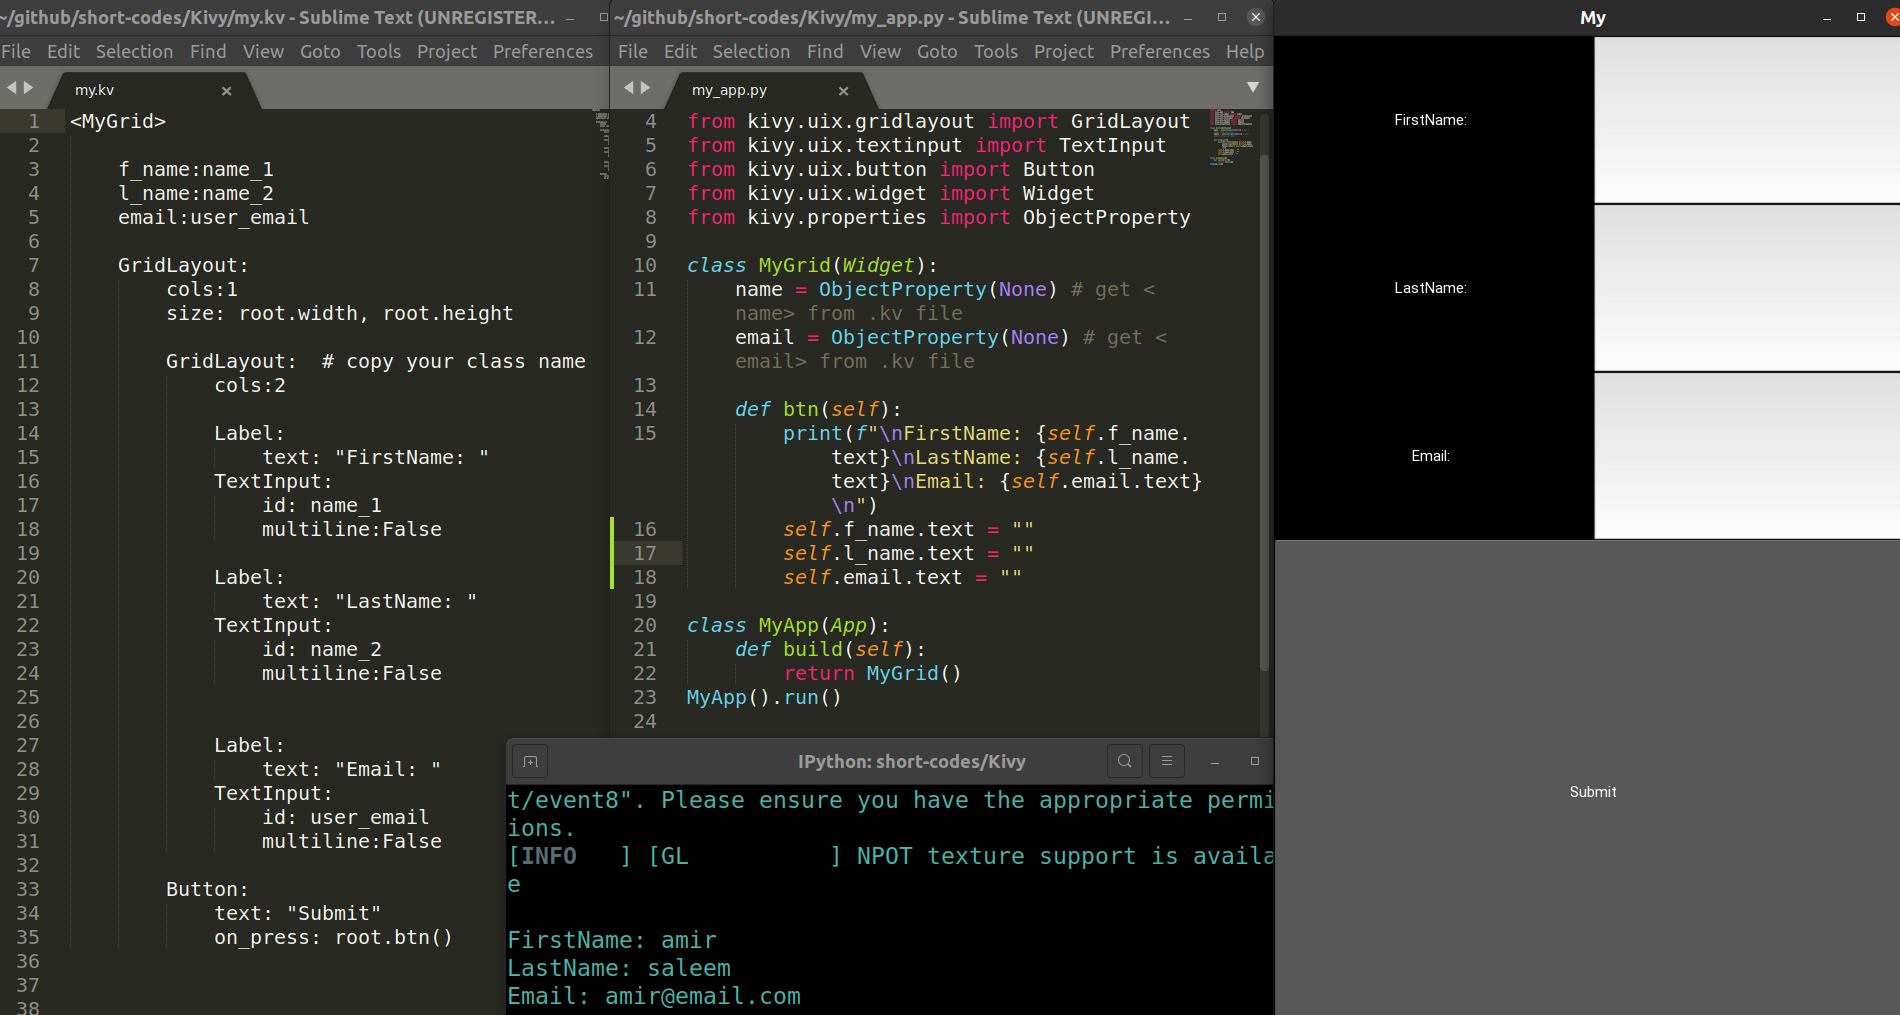 ~/github/short-codes/Kivy/my.kv - Sublime Text (UNREGISTER...
File Edit Selection Find View Goto Tools Project Preferences
my.kv
1 <MyGrid>
2
3 f_name:name_1
4 l_name:name_2
5 email:user_email
6
7 GridLayout:
8 cols:1
9 size: root.width, root.height
10
11 GridLayout:  # copy your class name
12 cols:2
13
14 Label:
15 text: "FirstName: "
16 TextInput:
17 id: name_1
18 multiline:False
19
20 Label:
21 text: "LastName: "
22 TextInput:
23 id: name_2
24 multiline:False
25
26
27 Label:
28 text: "Email: "
29 TextInput:
30 id: user_email
31 multiline:False
32
33 Button:
34 text: "Submit"
35 on_press: root.btn()
36
37
38
~/github/short-codes/Kivy/my_app.py - Sublime Text (UNREGI...
File Edit Selection Find View Goto Tools Project Preferences Help
my_app.py
4 from kivy.uix.gridlayout import GridLayout
5 from kivy.uix.textinput import TextInput
6 from kivy.uix.button import Button
7 from kivy.uix.widget import Widget
8 from kivy.properties import ObjectProperty
9
10 class MyGrid(Widget):
11 name = ObjectProperty(None) # get <
name> from .kv file
12 email = ObjectProperty(None) # get <
email> from .kv file
13
14 def btn(self):
15 print(f"\nFirstName: {self.f_name.
text}\nLastName: {self.l_name.
text}\nEmail: {self.email.text}
\n")
16 self.f_name.text = ""
17 self.l_name.text = ""
18 self.email.text = ""
19
20 class MyApp(App):
21 def build(self):
22 return MyGrid()
23 MyApp().run()
24
IPython: short-codes/Kivy
t/event8". Please ensure you have the appropriate permi
ions.
[INFO   ] [GL          ] NPOT texture support is availa
e
FirstName: amir
LastName: saleem
Email: amir@email.com
My
FirstName:
LastName:
Email:
Submit